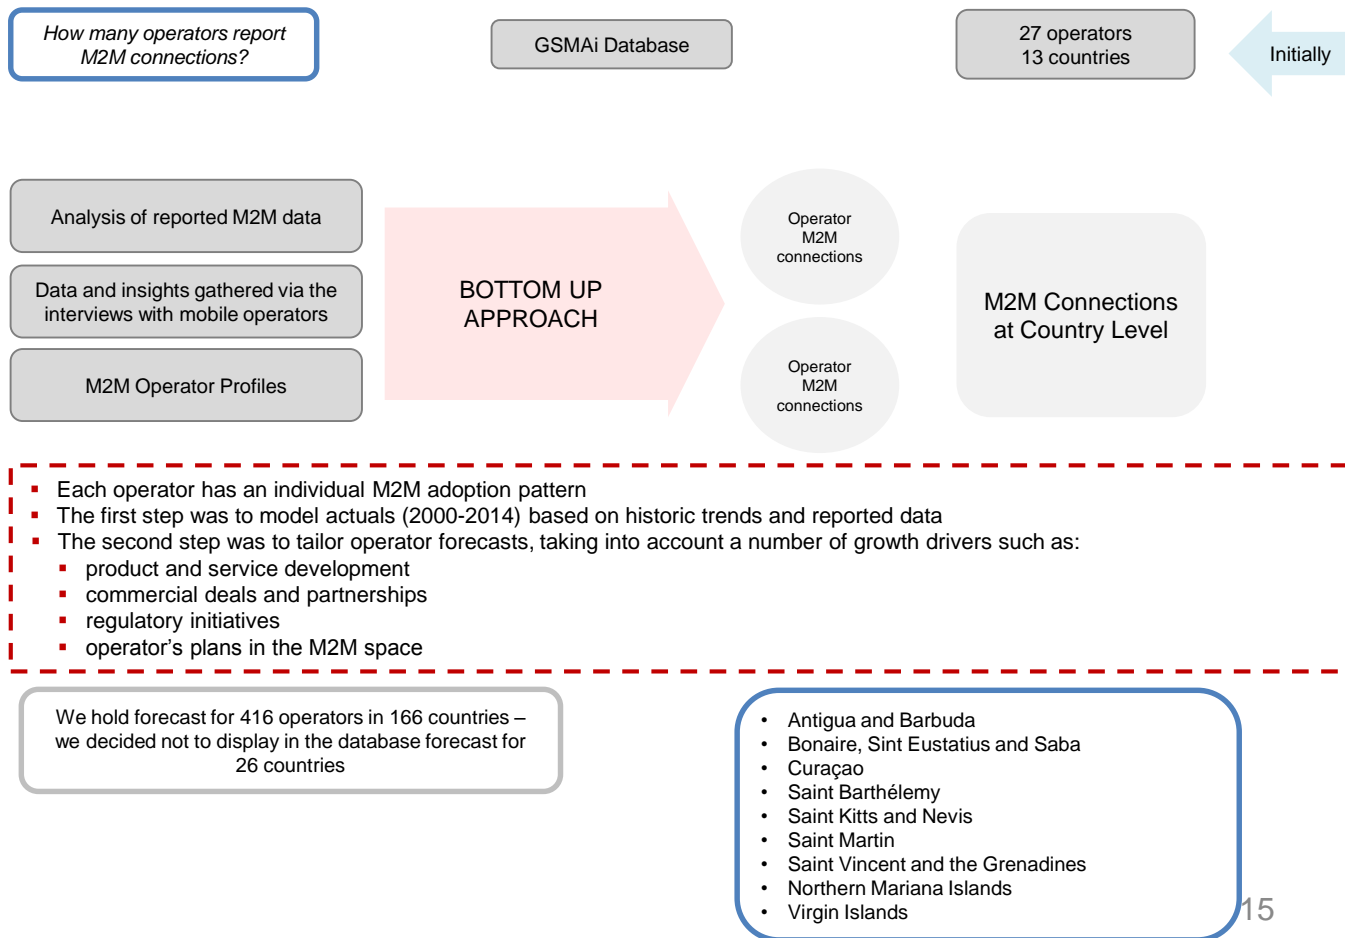 How many operators report
M2M connections?
GSMAi Database
27 operators
13 countries
Initially
Analysis of reported M2M data
Data and insights gathered via the
interviews with mobile operators
M2M Operator Profiles
BOTTOM UP
APPROACH
Operator
M2M
connections
Operator
M2M
connections
M2M Connections
at Country Level
▪ Each operator has an individual M2M adoption pattern
▪ The first step was to model actuals (2000-2014) based on historic trends and reported data
▪ The second step was to tailor operator forecasts, taking into account a number of growth drivers such as:
▪ product and service development
▪ commercial deals and partnerships
▪ regulatory initiatives
▪ operator’s plans in the M2M space
We hold forecast for 416 operators in 166 countries –
we decided not to display in the database forecast for
26 countries
• Antigua and Barbuda
• Bonaire, Sint Eustatius and Saba
• Curaçao
• Saint Barthélemy
• Saint Kitts and Nevis
• Saint Martin
• Saint Vincent and the Grenadines
• Northern Mariana Islands
• Virgin Islands
15